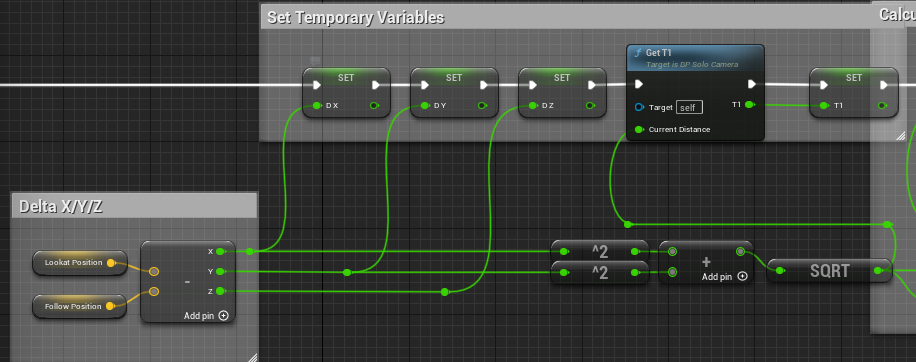 Set Temporary Variables
Calcu
SET
SET
SET
f Get T1
Target is DP Solo Camera
SET
DX
DY
DZ
Target self
T1
T1
Current Distance
Delta X/Y/Z
Lookat Position
Follow Position
X
Y
Z
-
Add pin
^2
^2
+
Add pin
SQRT